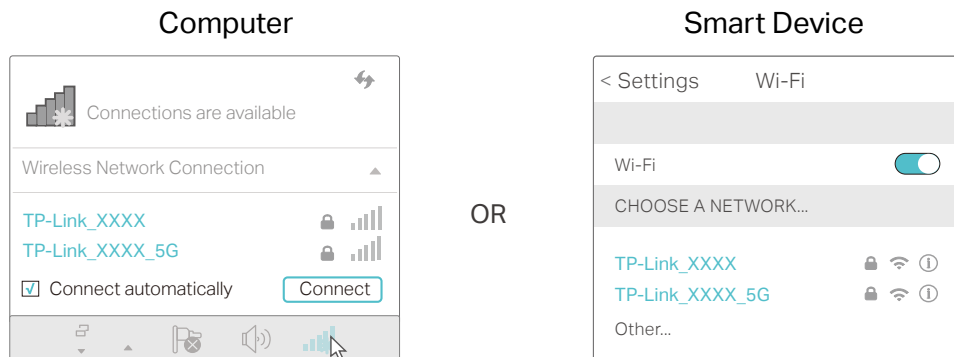 Computer
Connections are available
Wireless Network Connection
TP-Link_XXXX
TP-Link_XXXX_5G
Connect automatically
Connect
OR
Smart Device
< Settings
Wi-Fi
Wi-Fi
CHOOSE A NETWORK...
TP-Link_XXXX
TP-Link_XXXX_5G
Other...